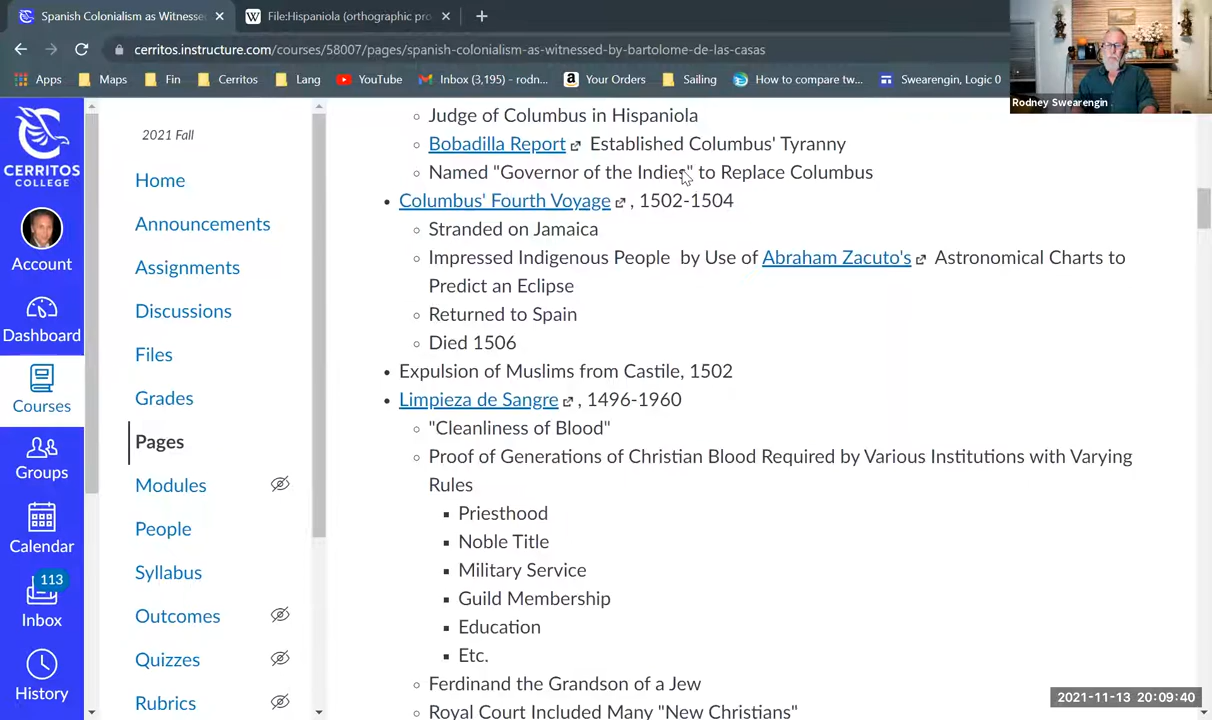 Spanish Colonialism as Witnesse
File:Hispaniola (orthographic pro
cerritos.instructure.com/courses/58007/pages/spanish-colonialism-as-witnessed-by-bartolome-de-las-casas
Apps
Maps
Fin
Cerritos
Lang
YouTube
Inbox (3,195) - rodn...
Your Orders
Sailing
How to compare tw...
Swearengin, Logic 0
Rodney Swearengin
CERRITOS
COLLEGE
Account
Dashboard
Courses
Groups
Calendar
113
Inbox
History
2021 Fall
Home
Announcements
Assignments
Discussions
Files
Grades
Pages
Modules
People
Syllabus
Outcomes
Quizzes
Rubrics
Judge of Columbus in Hispaniola
Bobadilla Report Established Columbus' Tyranny
Named "Governor of the Indies" to Replace Columbus
Columbus' Fourth Voyage , 1502-1504
Stranded on Jamaica
Impressed Indigenous People by Use of Abraham Zacuto's Astronomical Charts to
Predict an Eclipse
Returned to Spain
Died 1506
Expulsion of Muslims from Castile, 1502
Limpieza de Sangre , 1496-1960
"Cleanliness of Blood"
Proof of Generations of Christian Blood Required by Various Institutions with Varying
Rules
Priesthood
Noble Title
Military Service
Guild Membership
Education
Etc.
Ferdinand the Grandson of a Jew
Royal Court Included Many "New Christians"
2021-11-13 20:09:40